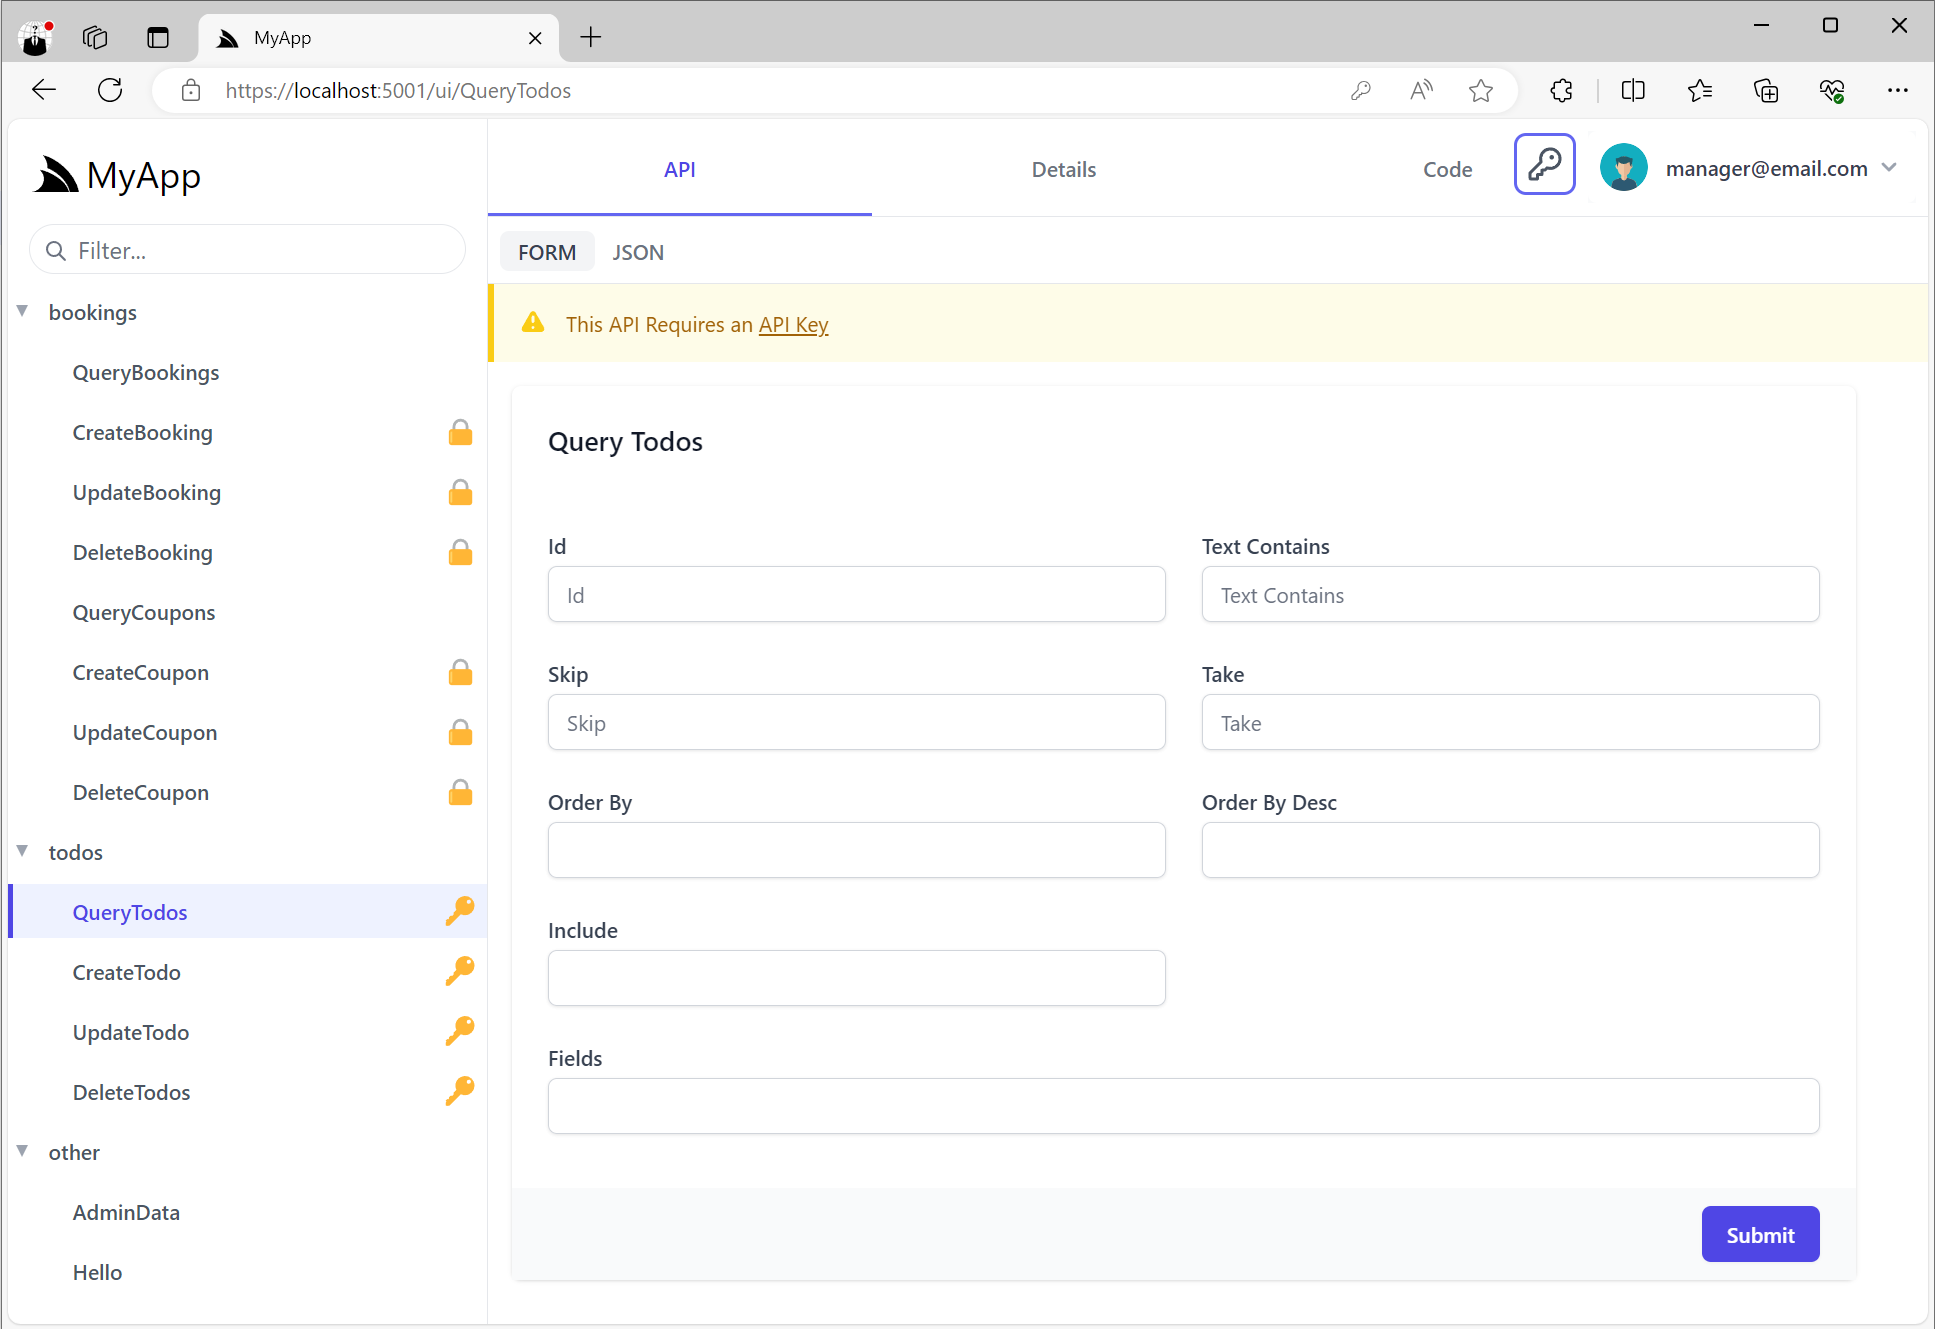 MyApp
https://localhost:5001/ui/QueryTodos
MyApp
Filter...
bookings
QueryBookings
CreateBooking
UpdateBooking
DeleteBooking
QueryCoupons
CreateCoupon
UpdateCoupon
DeleteCoupon
todos
QueryTodos
CreateTodo
UpdateTodo
DeleteTodos
other
AdminData
Hello
API Details Code manager@email.com
FORM JSON
This API Requires an API Key
Query Todos
Id Text Contains
Id Text Contains
Skip Take
Skip Take
Order By Order By Desc
Include
Fields
Submit